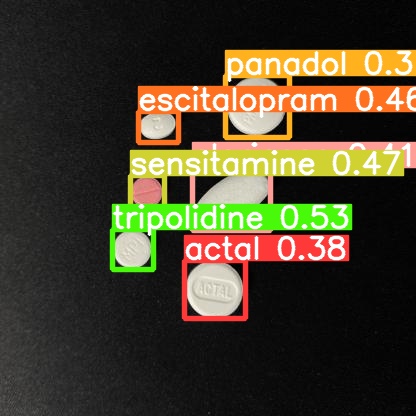 panadol 0.3
escitalopram 0.46
sensitamine 0.47
tripolidine 0.53
actal 0.38
ACTAL